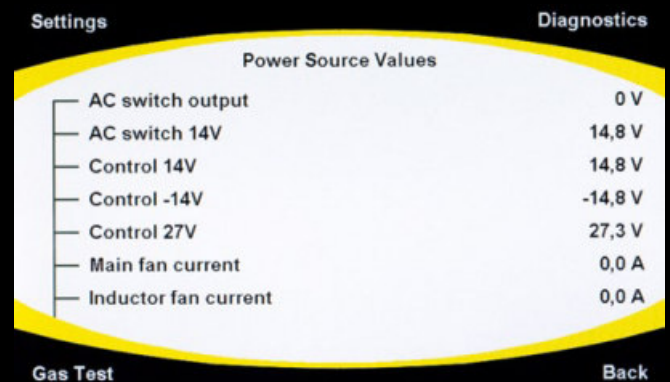 Settings Diagnostics
Power Source Values
AC switch output 0 V
AC switch 14V 14,8 V
Control 14V 14,8 V
Control -14V -14,8 V
Control 27V 27,3 V
Main fan current 0,0 A
Inductor fan current 0,0 A
Gas Test Back